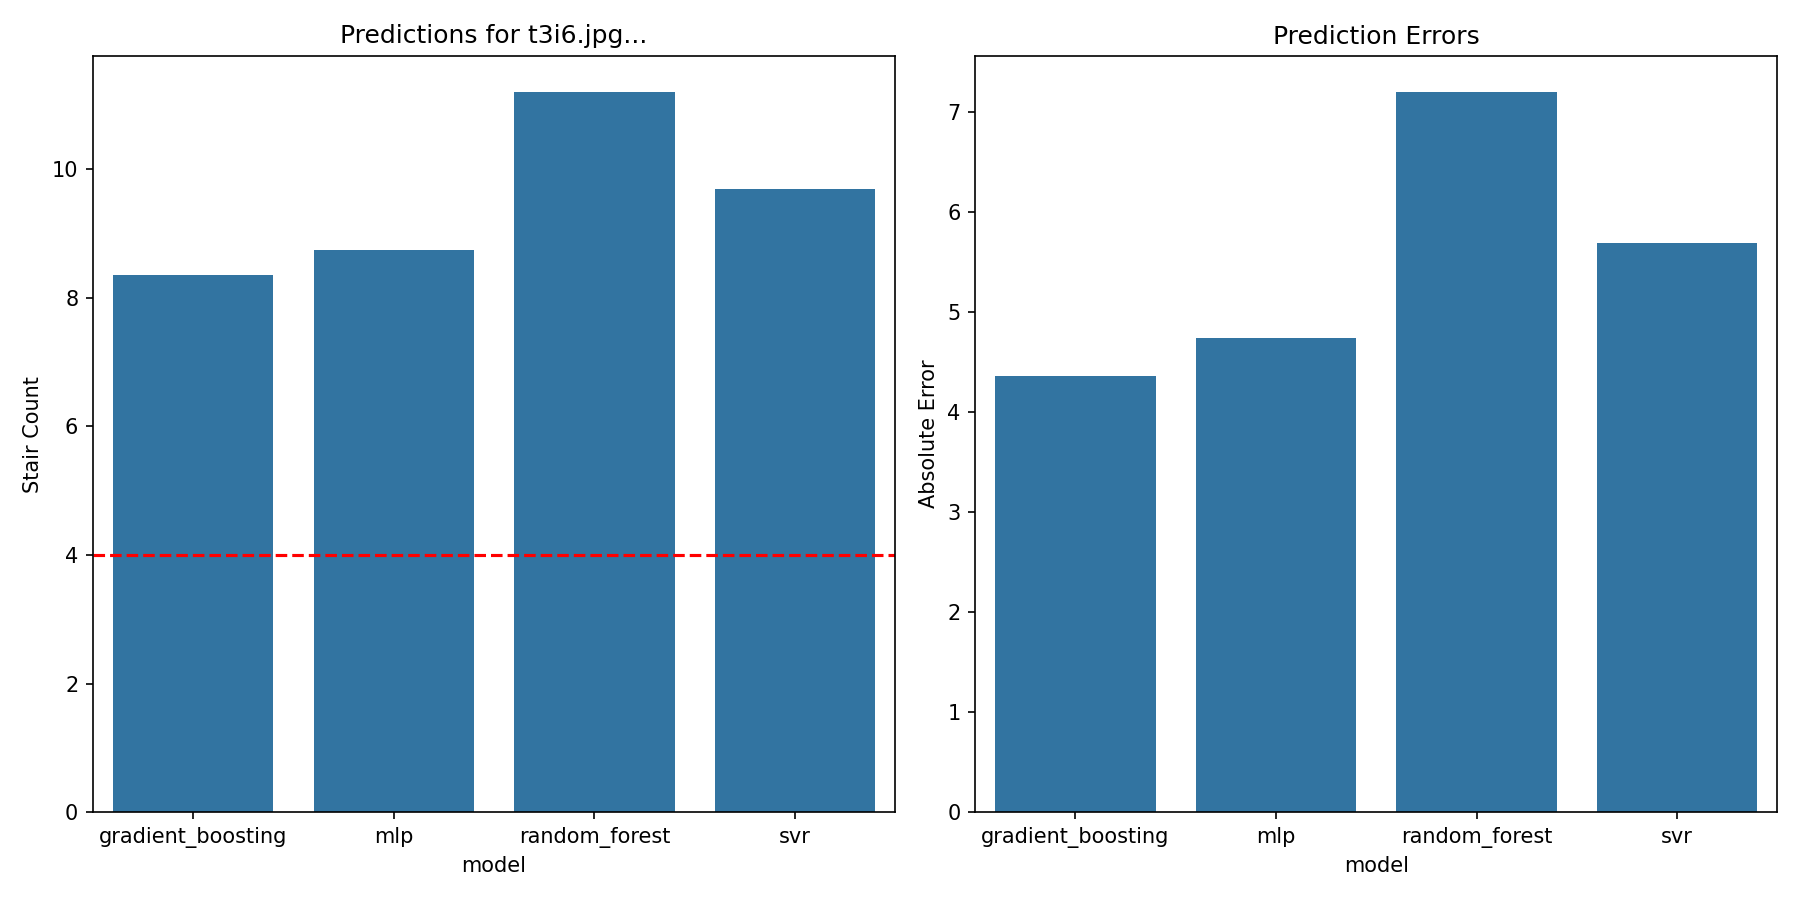 Predictions for t3i6.jpg...
Stair Count
10
8
6
4
2
0
gradient_boosting mlp random_forest svr
model
Prediction Errors
Absolute Error
7
6
5
4
3
2
1
0
gradient_boosting mlp random_forest svr
model